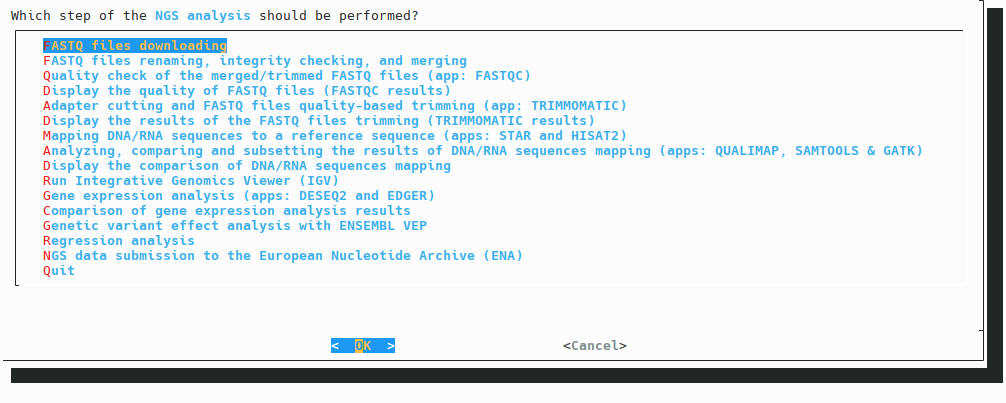 Which step of the NGS analysis should be performed?
FASTQ files downloading
FASTQ files renaming, integrity checking, and merging
Quality check of the merged/trimmed FASTQ files (app: FASTQC)
Display the quality of FASTQ files (FASTQC results)
Adapter cutting and FASTQ files quality-based trimming (app: TRIMMOMATIC)
Display the results of the FASTQ files trimming (TRIMMOMATIC results)
Mapping DNA/RNA sequences to a reference sequence (apps: STAR and HISAT2)
Analyzing, comparing and subsetting the results of DNA/RNA sequences mapping (apps: QUALIMAP, SAMTOOLS & GATK)
Display the comparison of DNA/RNA sequences mapping
Run Integrative Genomics Viewer (IGV)
Gene expression analysis (apps: DESEQ2 and EDGER)
Comparison of gene expression analysis results
Genetic variant effect analysis with ENSEMBL VEP
Regression analysis
NGS data submission to the European Nucleotide Archive (ENA)
Quit
<  OK  > <Cancel>